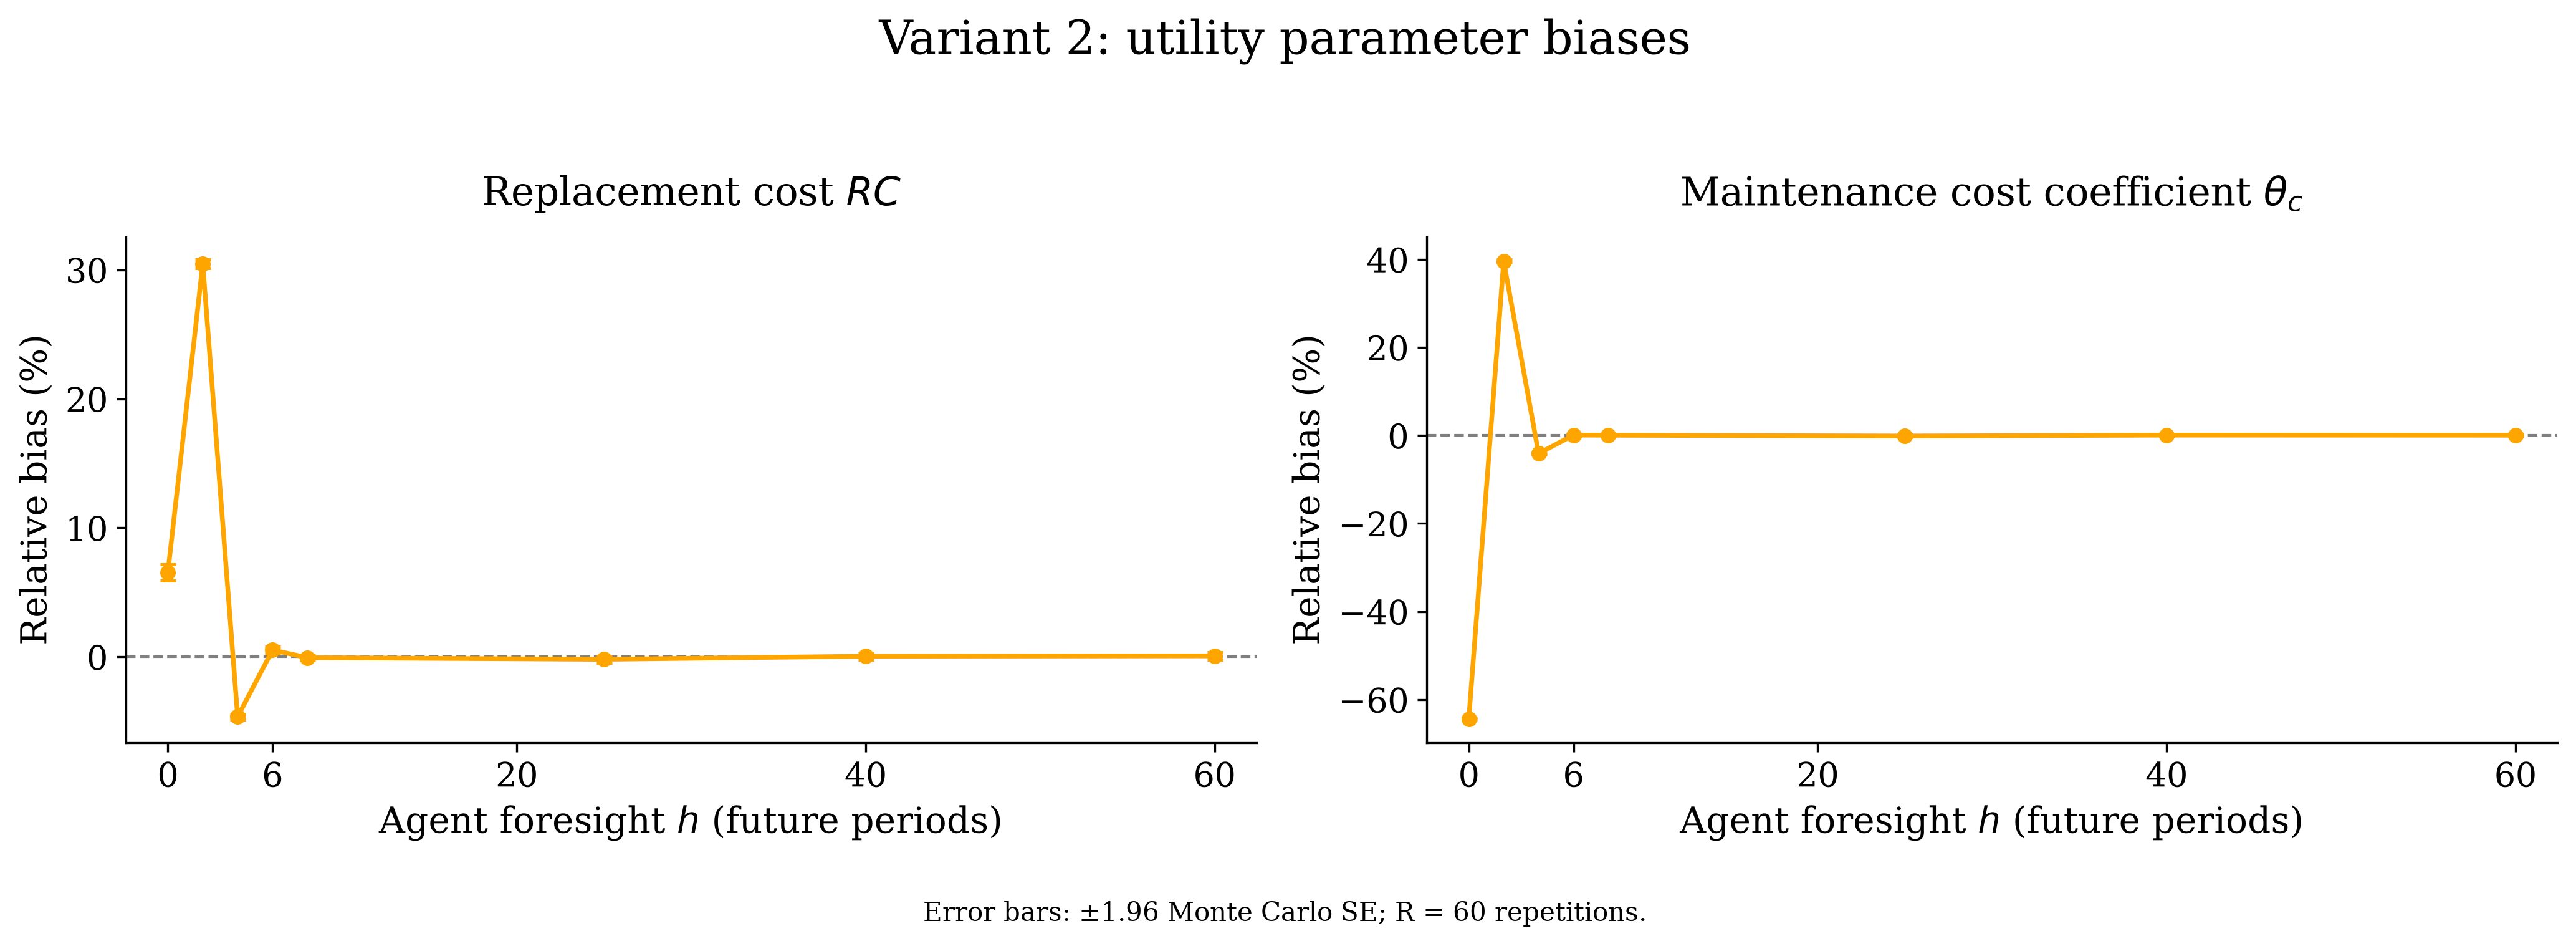 Variant 2: utility parameter biases
Replacement cost RC
Relative bias (%)
30
20
10
0
0 6 20 40 60
Agent foresight h (future periods)
Maintenance cost coefficient θc
Relative bias (%)
40
20
0
−20
−40
−60
0 6 20 40 60
Agent foresight h (future periods)
Error bars: ±1.96 Monte Carlo SE; R = 60 repetitions.